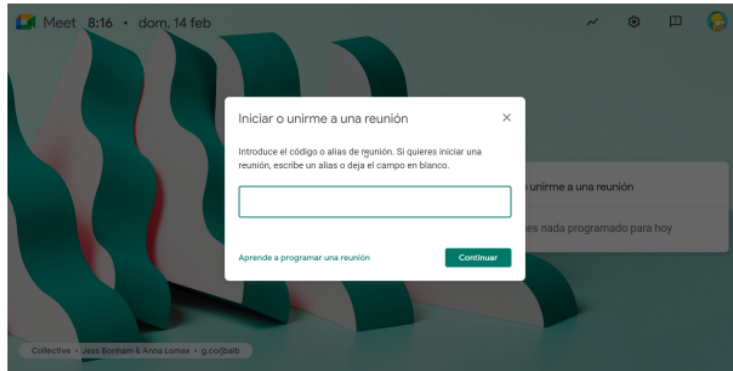 Meet 8:16 • dom, 14 feb
Iniciar o unirme a una reunión
Introduce el código o alias de reunión. Si quieres iniciar una
reunión, escribe un alias o deja el campo en blanco.
Aprende a programar una reunión
Continuar
unirme a una reunión
es nada programado para hoy
Collective • Jess Bonham & Anna Lomax • g.co/jbaib